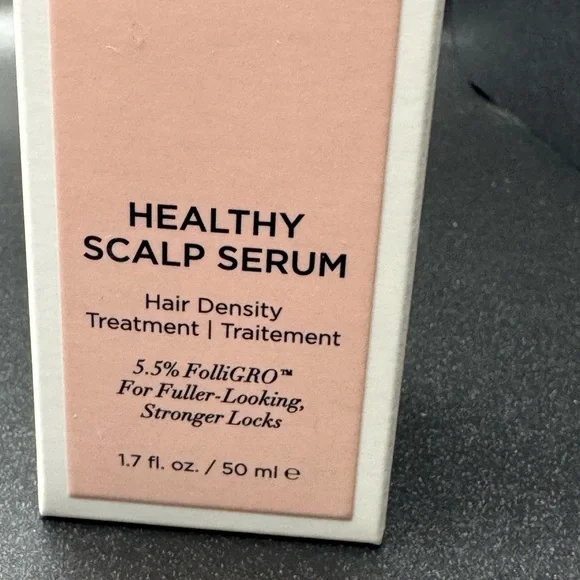 HEALTHY
SCALP SERUM
Hair Density
Treatment | Traitement
5.5% FolliGRO™
For Fuller-Looking,
Stronger Locks
1.7 fl. oz. / 50 ml ℮